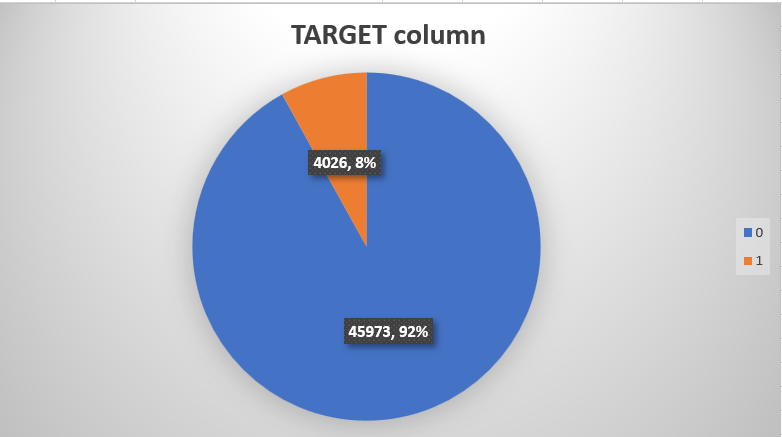 TARGET column
4026, 8%
45973, 92%
0
1